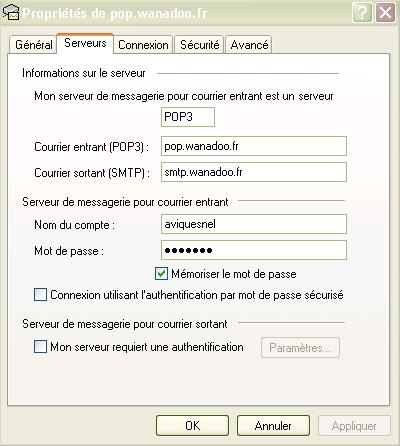 Propriétés de pop.wanadoo.fr
Général Serveurs Connexion Sécurité Avancé
Informations sur le serveur
Mon serveur de messagerie pour courrier entrant est un serveur
POP3
Courrier entrant (POP3) : pop.wanadoo.fr
Courrier sortant (SMTP) : smtp.wanadoo.fr
Serveur de messagerie pour courrier entrant
Nom du compte : aviquesnel
Mot de passe : ●●●●●●●
Mémoriser le mot de passe
Connexion utilisant l'authentification par mot de passe sécurisé
Serveur de messagerie pour courrier sortant
Mon serveur requiert une authentification Paramètres...
OK Annuler Appliquer